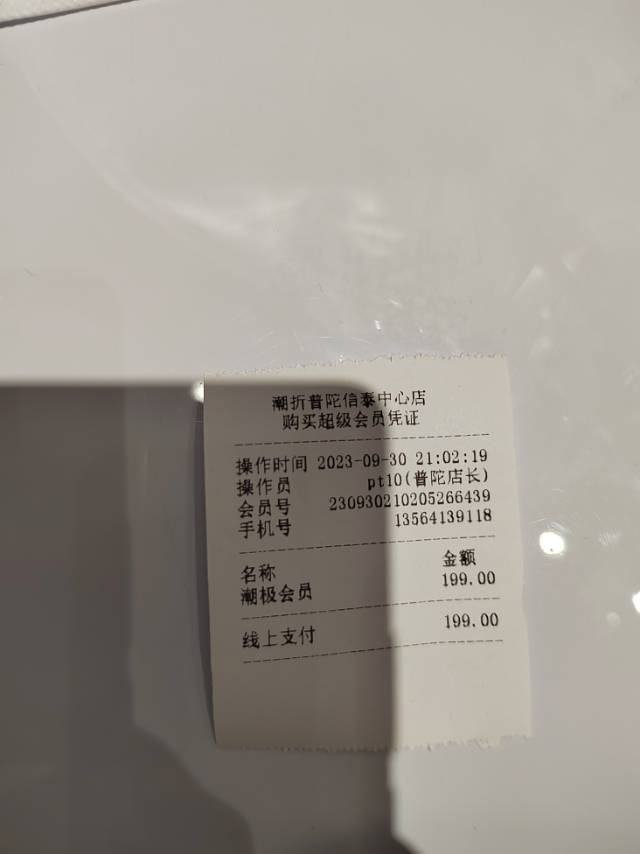 潮折普陀信泰中心店
购买超级会员凭证
操作时间 2023-09-30 21:02:19
操作员 pt10(普陀店长)
会员号 230930210205266439
手机号 13564139118
名称 金额
潮极会员 199.00
线上支付 199.00